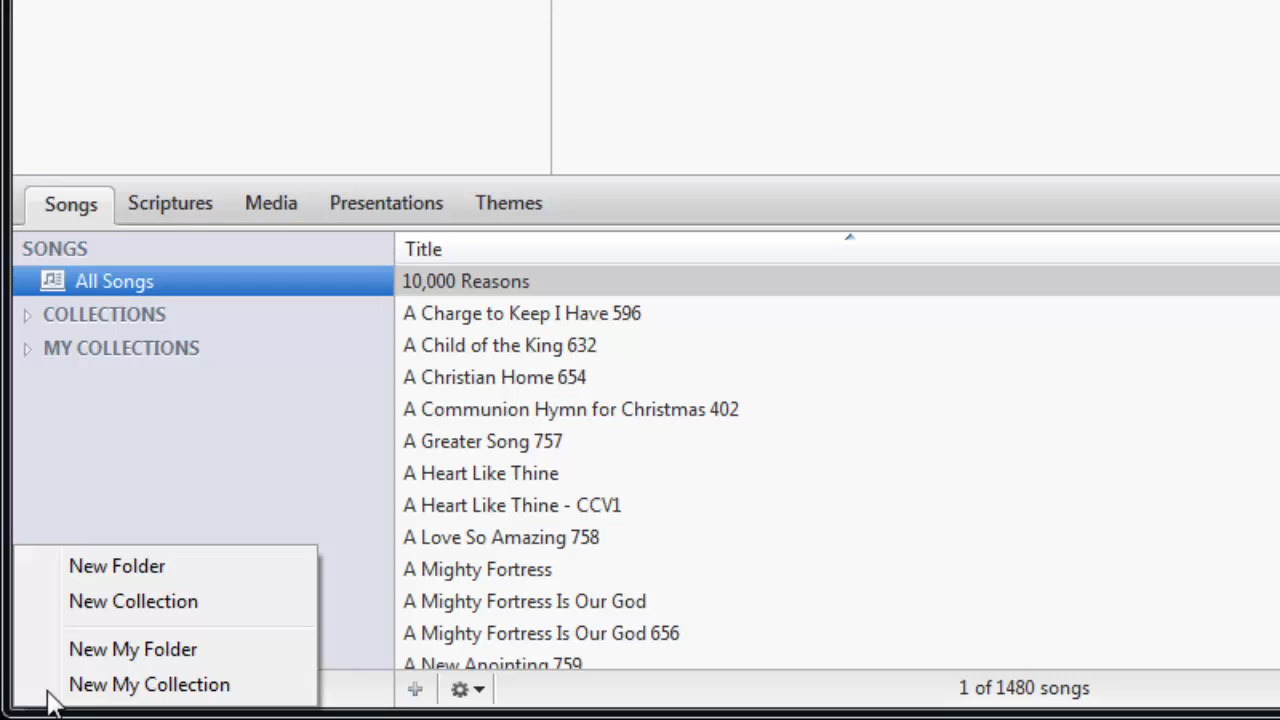 Songs Scriptures Media Presentations Themes
SONGS
All Songs
COLLECTIONS
MY COLLECTIONS
Title
10,000 Reasons
A Charge to Keep I Have 596
A Child of the King 632
A Christian Home 654
A Communion Hymn for Christmas 402
A Greater Song 757
A Heart Like Thine
A Heart Like Thine - CCV1
A Love So Amazing 758
A Mighty Fortress
A Mighty Fortress Is Our God
A Mighty Fortress Is Our God 656
A New Anointing 759
New Folder
New Collection
New My Folder
New My Collection
1 of 1480 songs